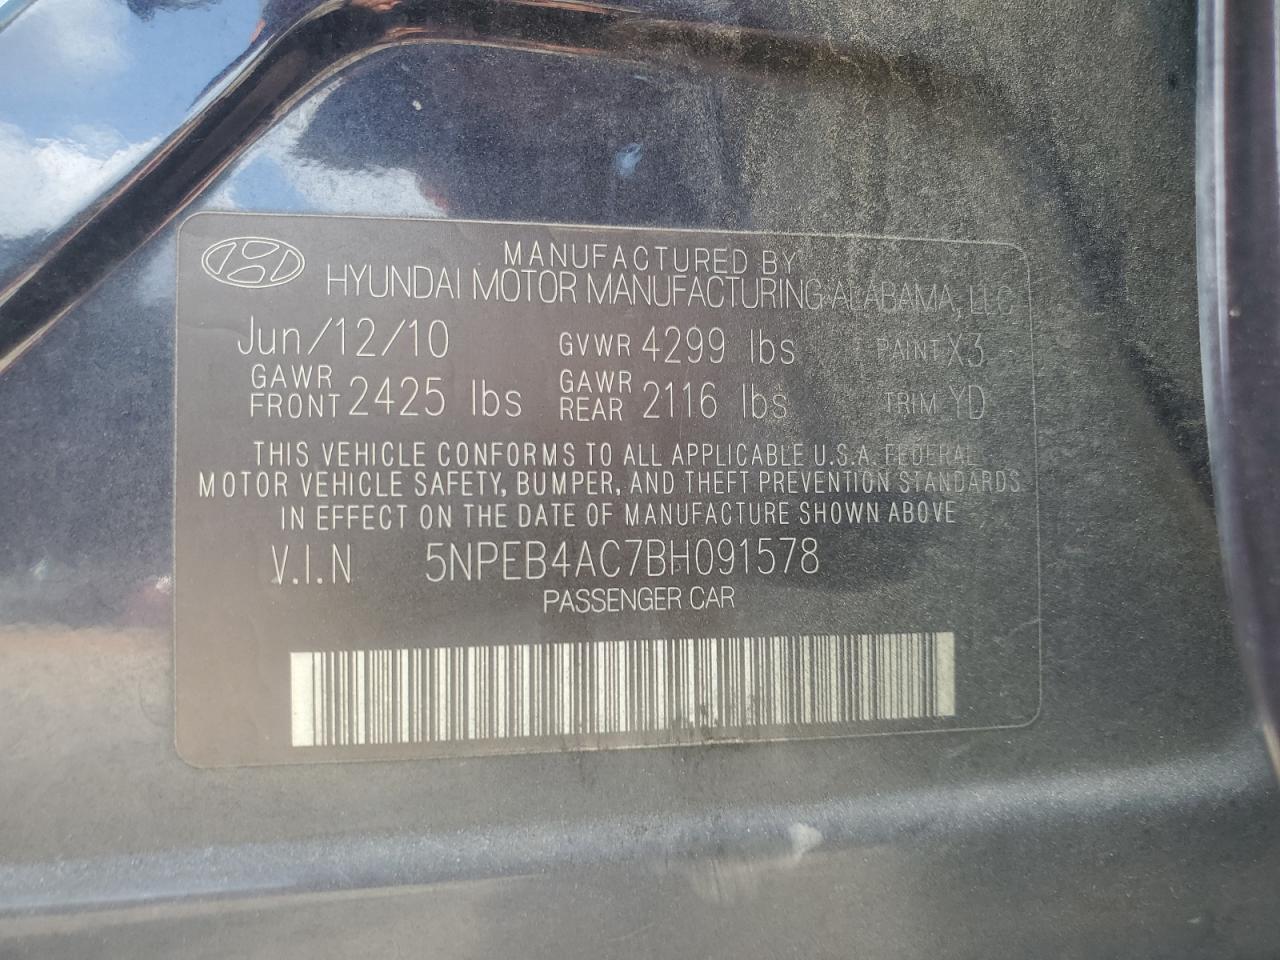 MANUFACTURED BY
HYUNDAI MOTOR MANUFACTURING ALABAMA, LLC
Jun/12/10 GVWR 4299 lbs PAINT X3
GAWR FRONT 2425 lbs GAWR REAR 2116 lbs TRIM YD
THIS VEHICLE CONFORMS TO ALL APPLICABLE U.S.A. FEDERAL
MOTOR VEHICLE SAFETY, BUMPER, AND THEFT PREVENTION STANDARDS
IN EFFECT ON THE DATE OF MANUFACTURE SHOWN ABOVE
V.I.N 5NPEB4AC7BH091578
PASSENGER CAR